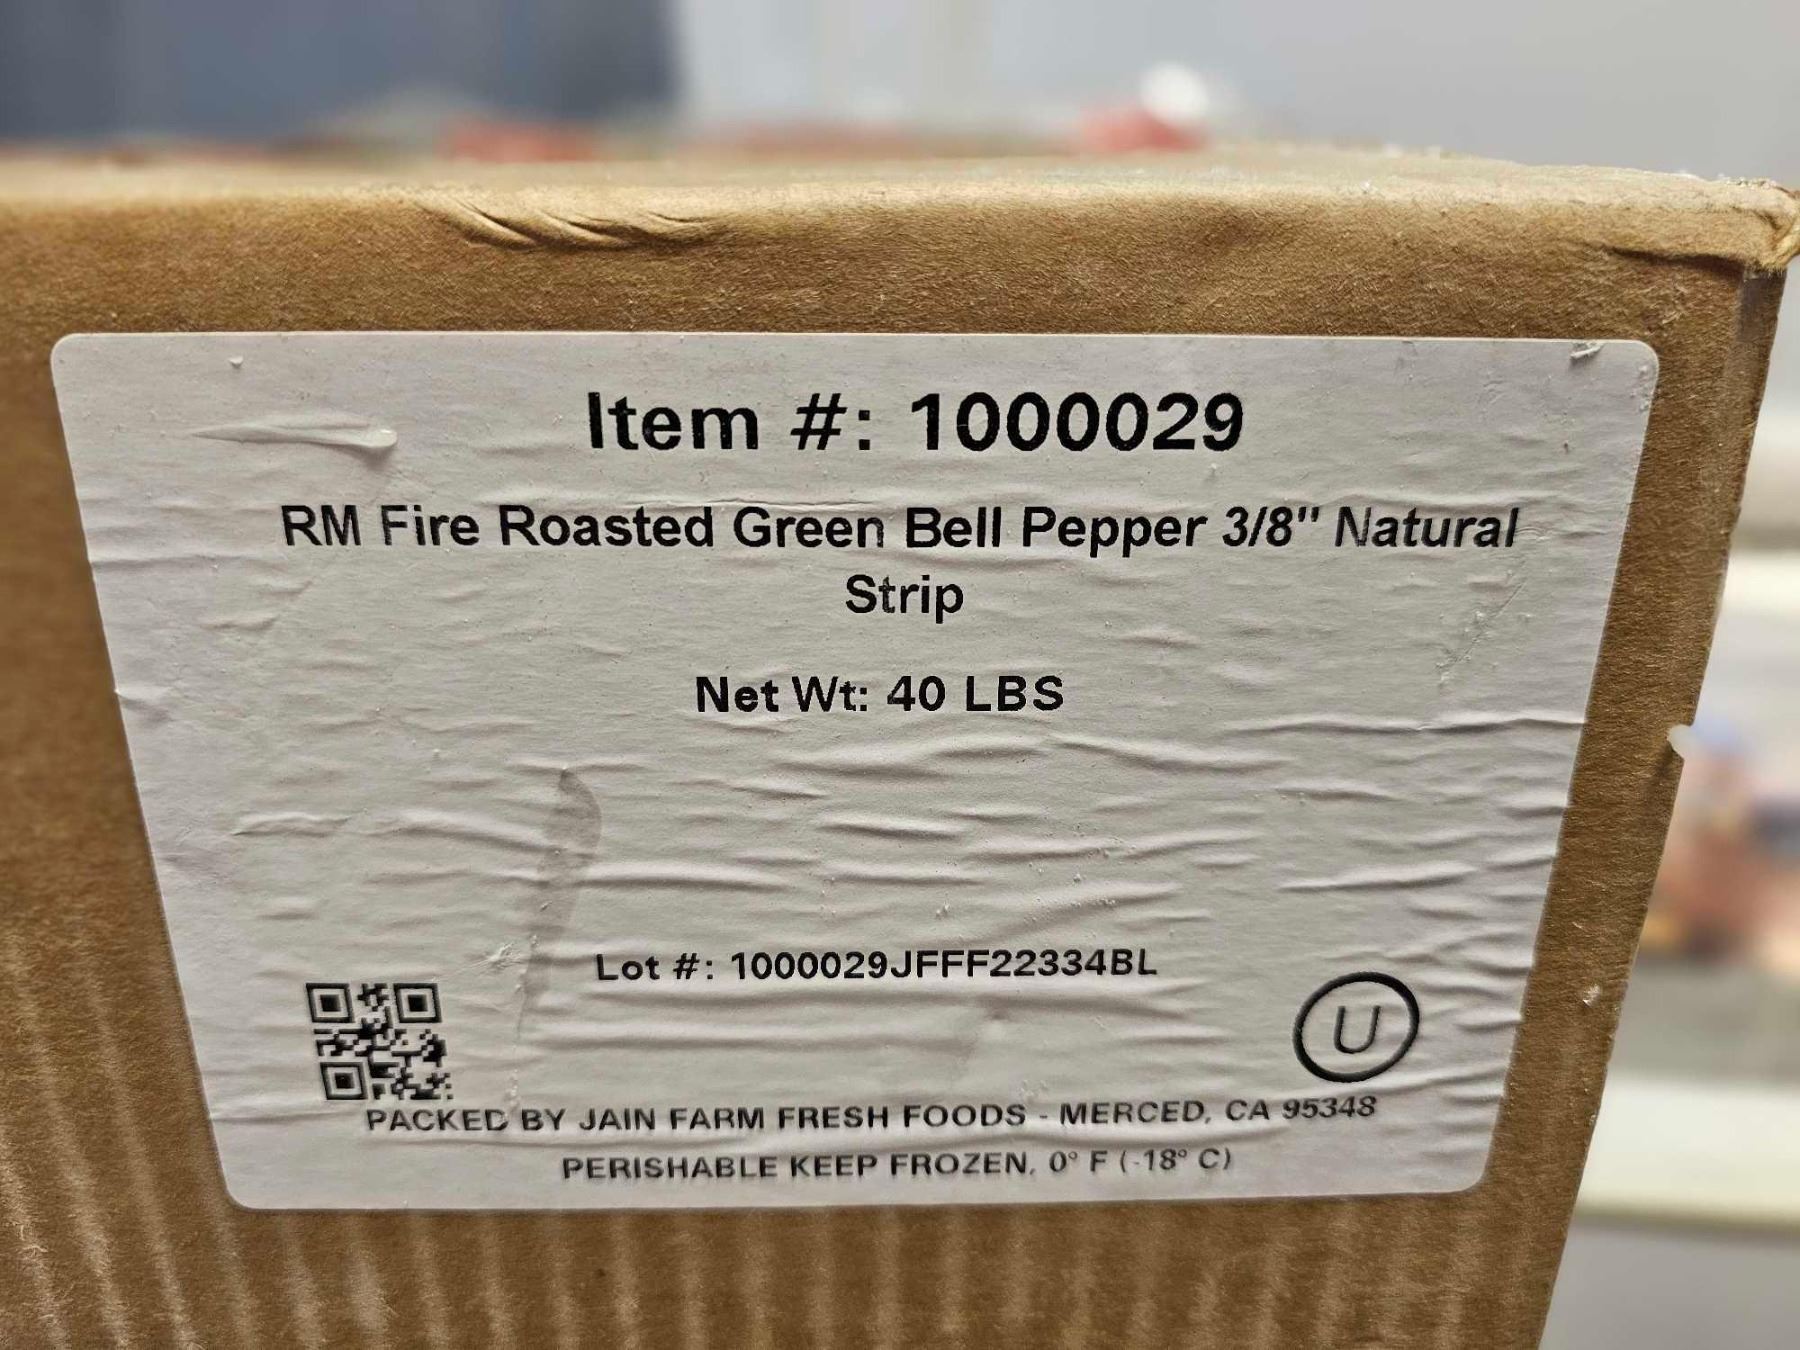 Item #: 1000029
RM Fire Roasted Green Bell Pepper 3/8" Natural
Strip
Net Wt: 40 LBS
Lot #: 1000029JFFF22334BL
U
PACKED BY JAIN FARM FRESH FOODS - MERCED, CA 95348
PERISHABLE KEEP FROZEN, 0° F (-18° C)